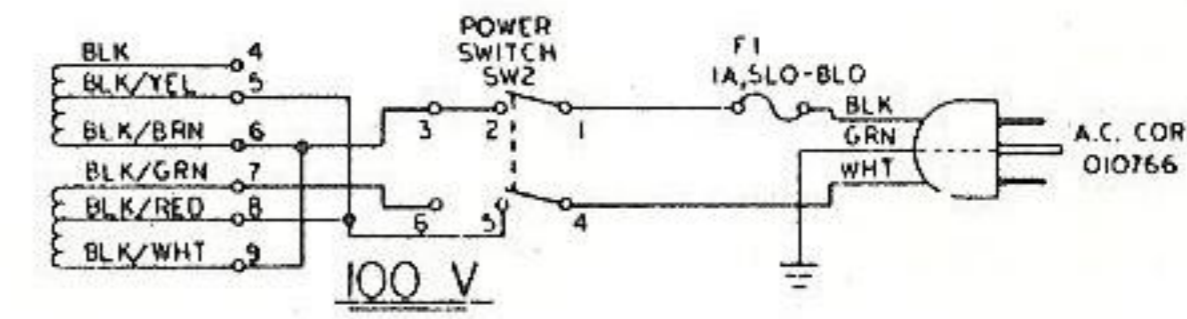 POWER
SWITCH
SW2
F1
1A,SLO-BLO
BLK 4
BLK/YEL 5
BLK/BRN 6
BLK/GRN 7
BLK/RED 8
BLK/WHT 9
3 2 1
6 5 4
BLK
GRN
WHT
A.C. COR
010766
100 V